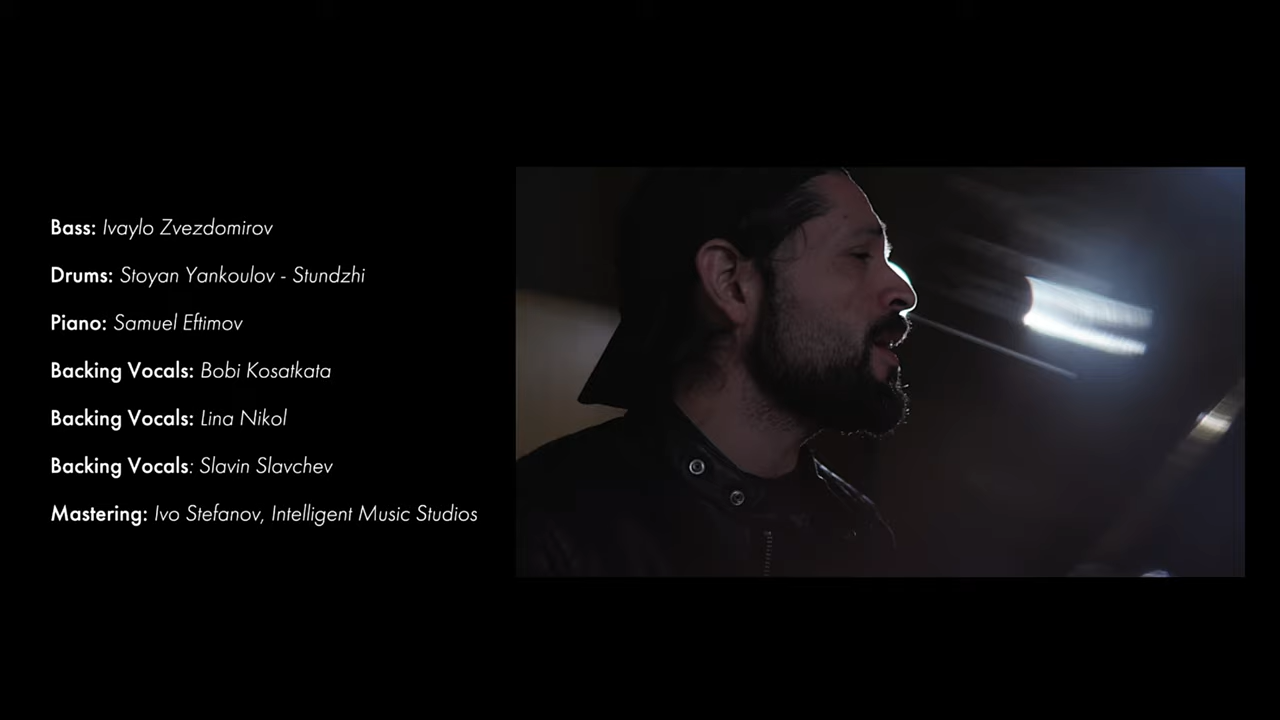 Bass: Ivaylo Zvezdomirov
Drums: Stoyan Yankoulov - Stundzhi
Piano: Samuel Eftimov
Backing Vocals: Bobi Kosatkata
Backing Vocals: Lina Nikol
Backing Vocals: Slavin Slavchev
Mastering: Ivo Stefanov, Intelligent Music Studios